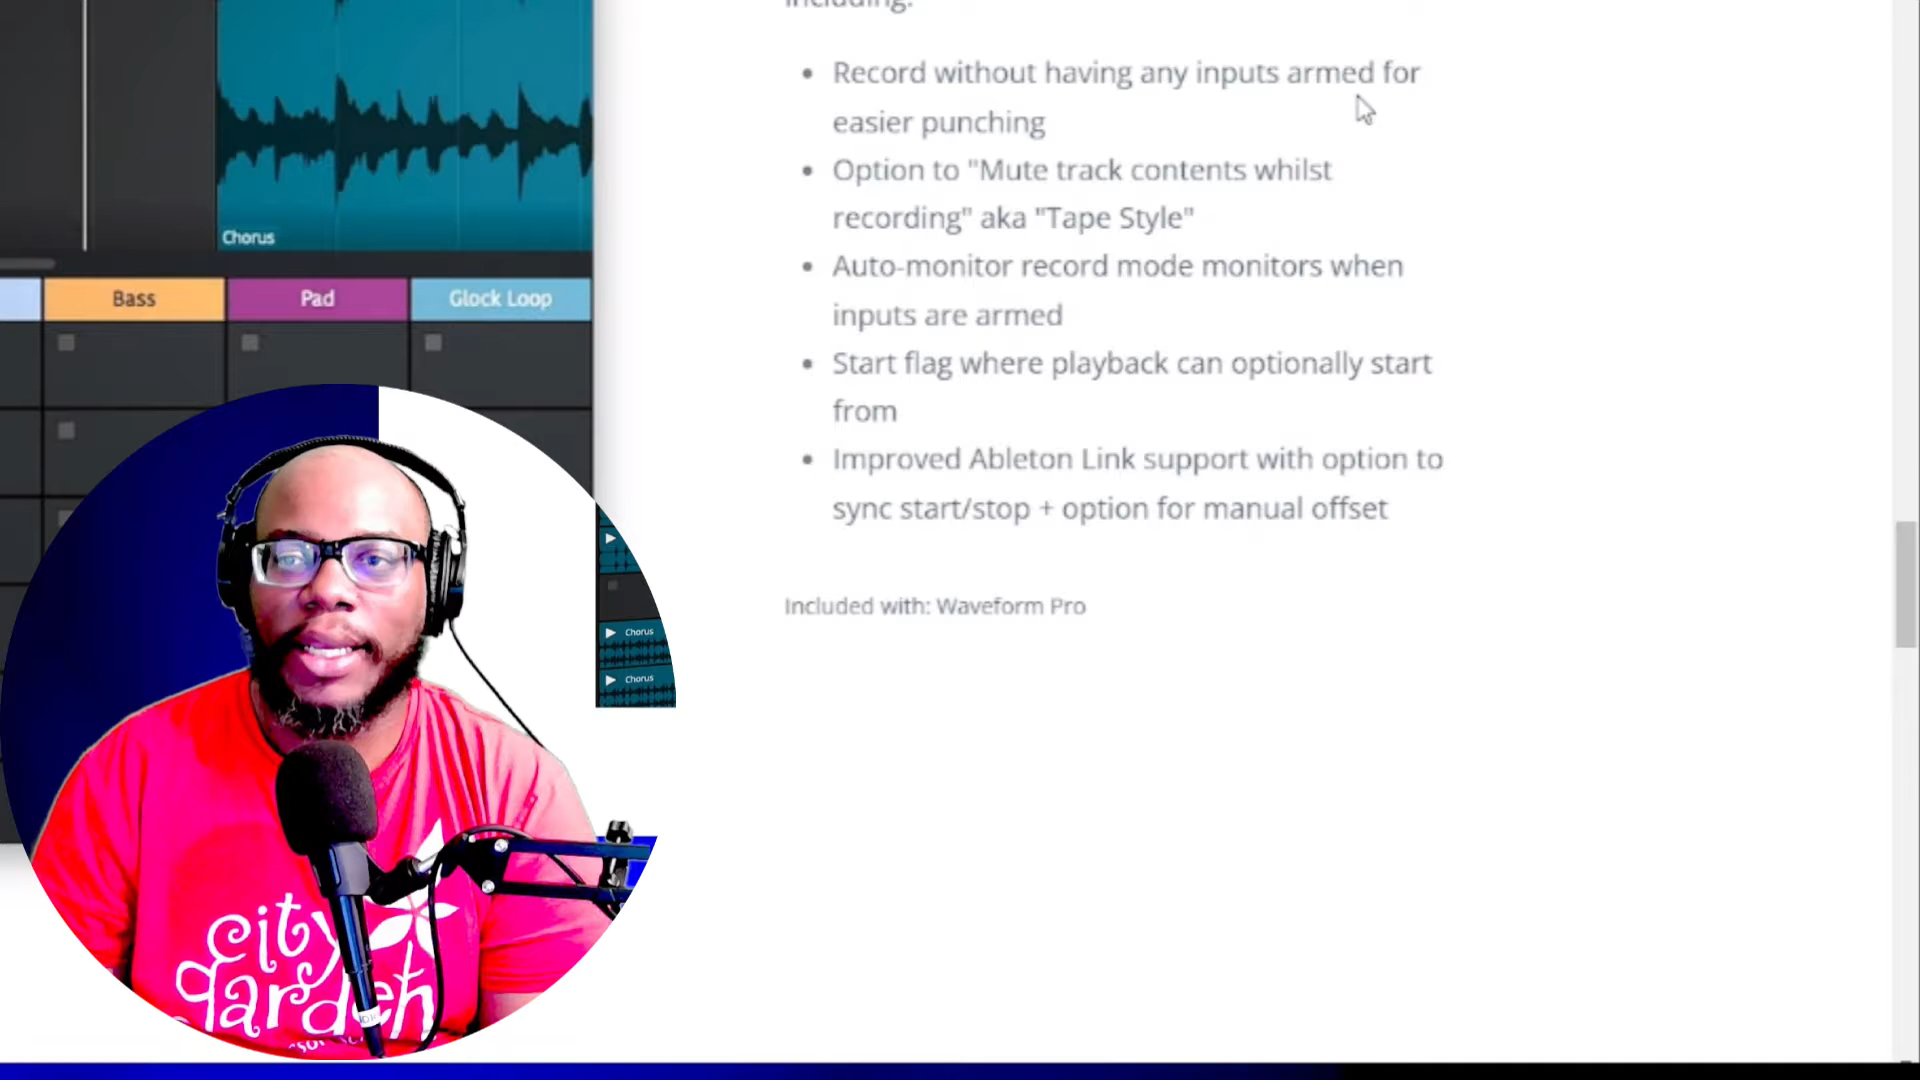 including:
Record without having any inputs armed for
easier punching
Option to "Mute track contents whilst
recording" aka "Tape Style"
Auto-monitor record mode monitors when
inputs are armed
Start flag where playback can optionally start
from
Improved Ableton Link support with option to
sync start/stop + option for manual offset
Included with: Waveform Pro
Chorus
Bass
Pad
Glock Loop
Chorus
Chorus
city
garden